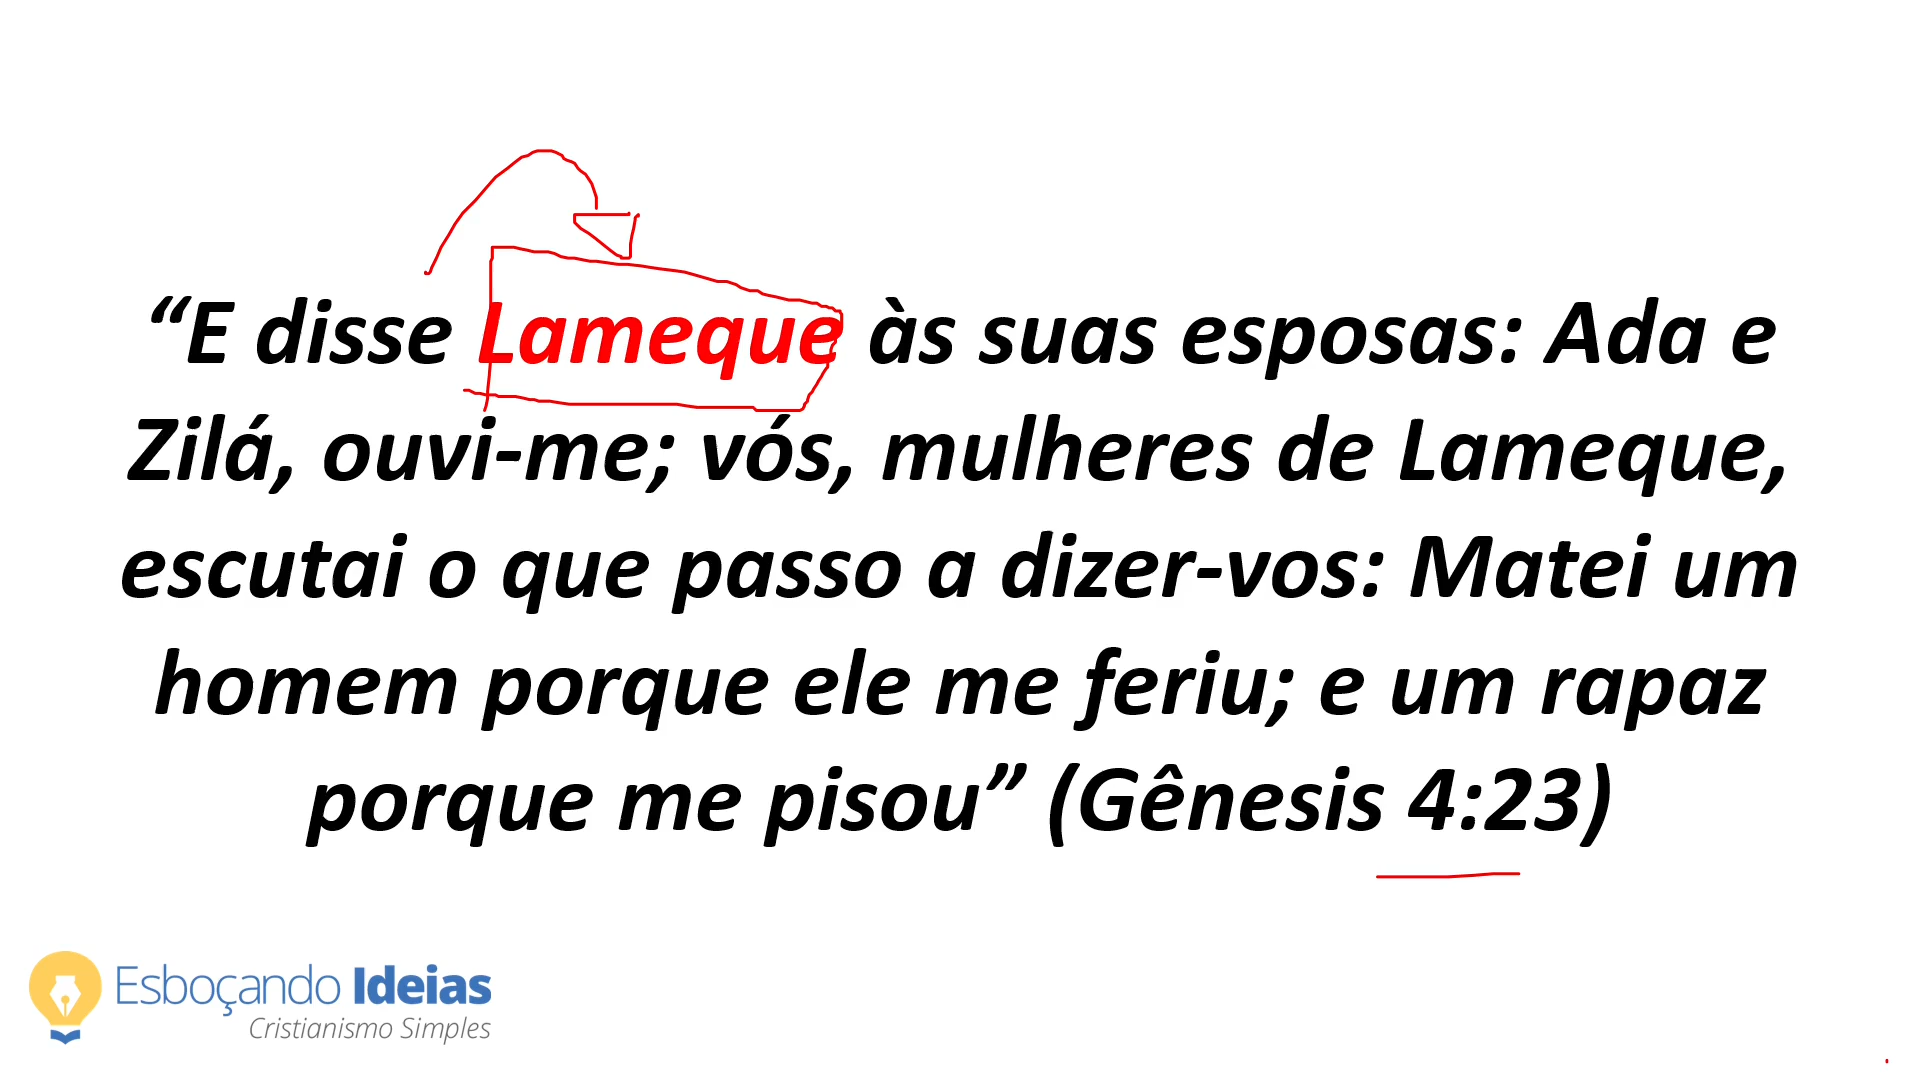 “E disse Lameque às suas esposas: Ada e
Zilá, ouvi-me; vós, mulheres de Lameque,
escutai o que passo a dizer-vos: Matei um
homem porque ele me feriu; e um rapaz
porque me pisou” (Gênesis 4:23)
Esboçando Ideias
Cristianismo Simples